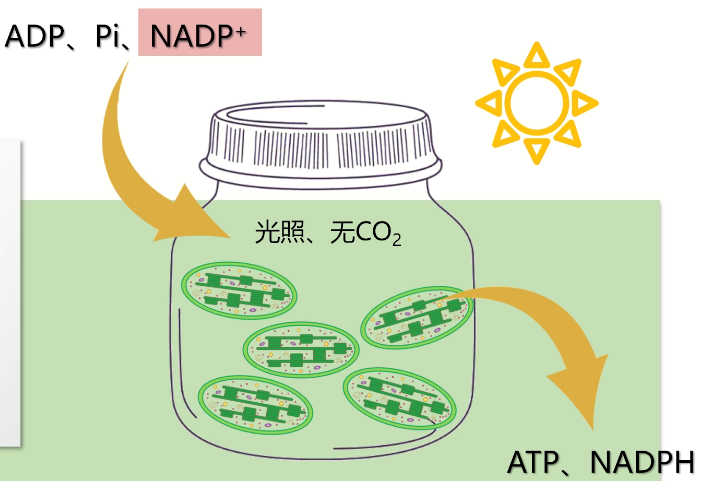 ADP、Pi、NADP⁺
光照、无CO₂
ATP、NADPH